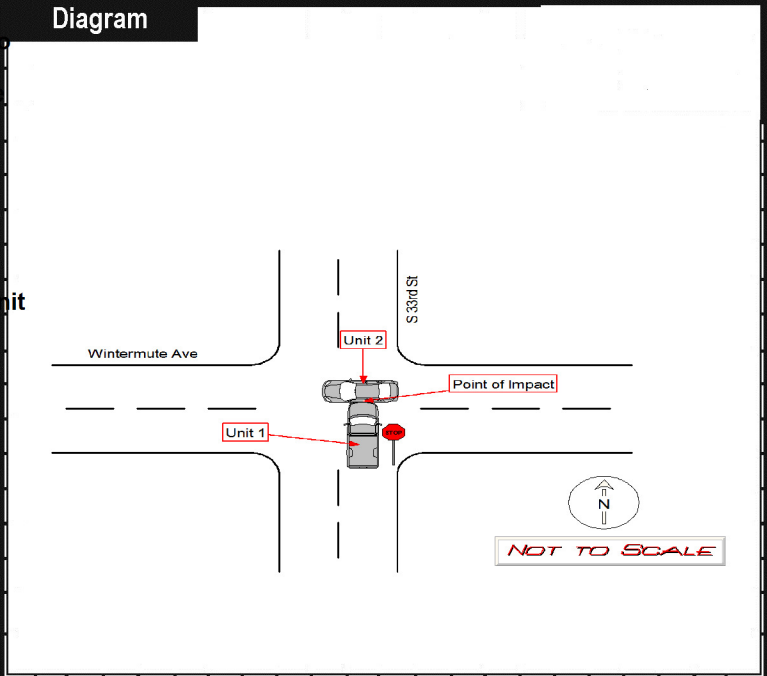 Diagram
nit
S 33rd St
Unit 2
Wintermute Ave
Point of Impact
Unit 1
STOP
N
NOT TO SCALE